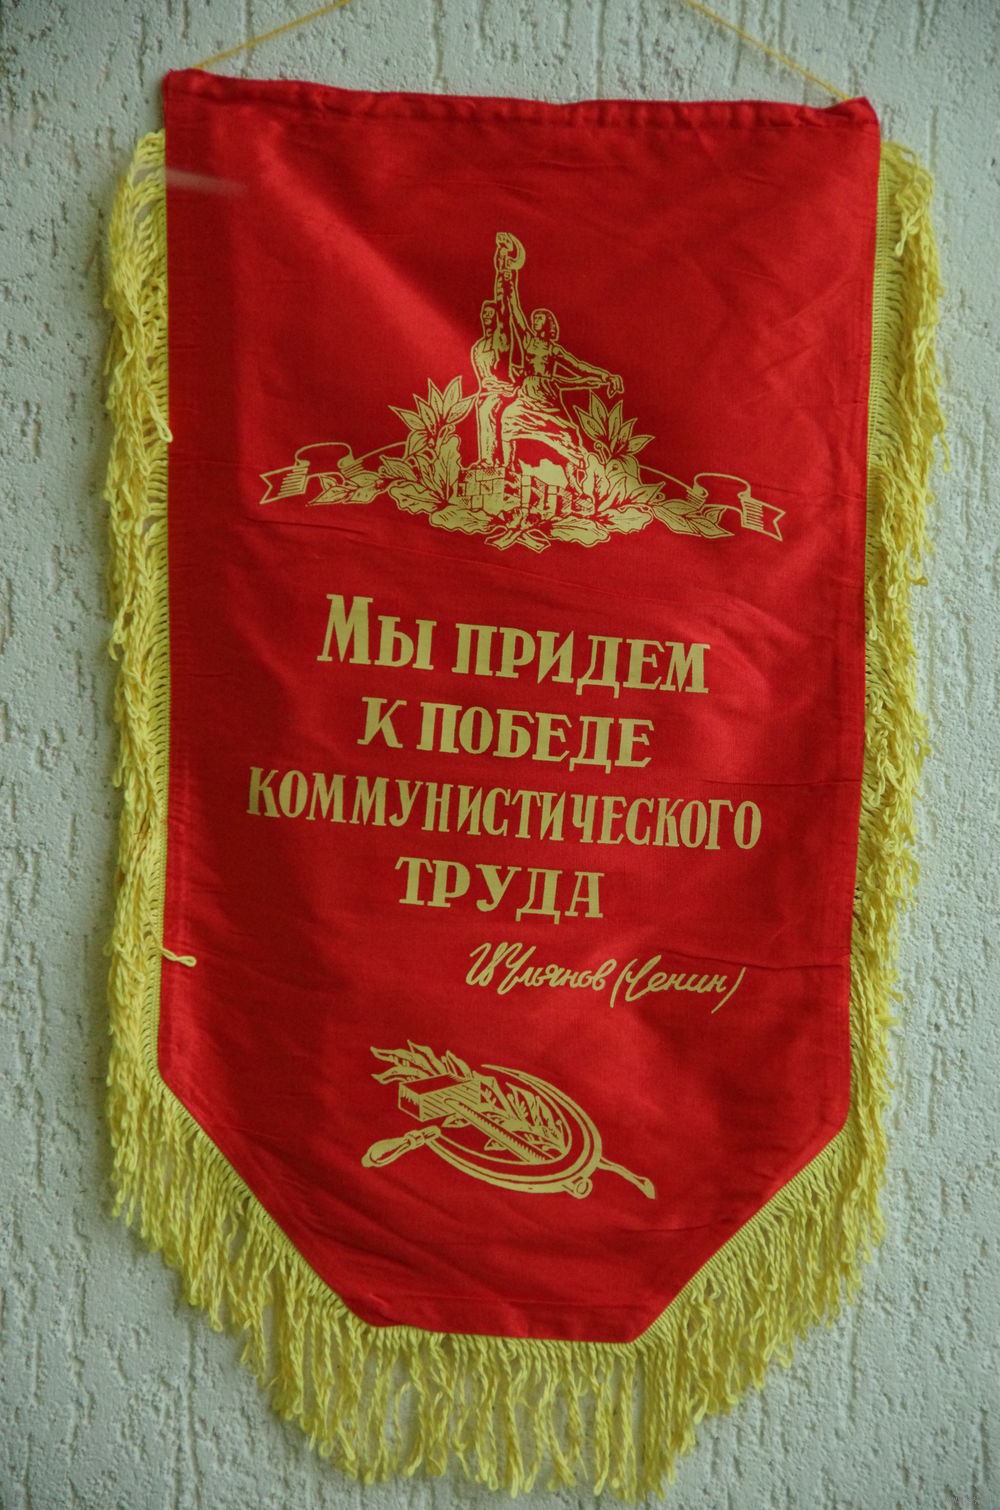 Мы придем
к победе
коммунистического
труда
В Ульянов (Ленин)